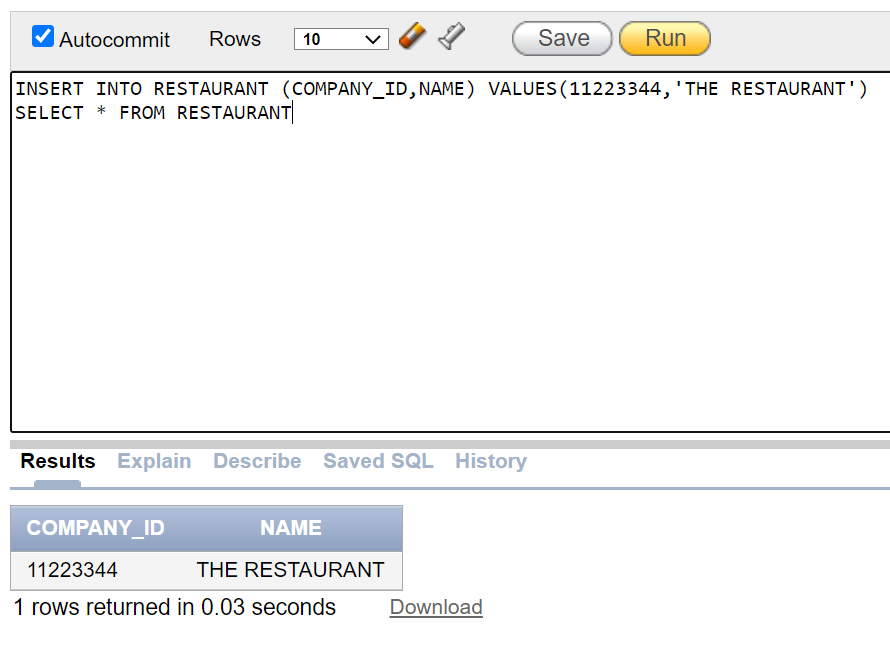 Autocommit Rows 10 Save Run
INSERT INTO RESTAURANT (COMPANY_ID,NAME) VALUES(11223344,'THE RESTAURANT')
SELECT * FROM RESTAURANT
Results Explain Describe Saved SQL History
COMPANY_ID NAME
11223344 THE RESTAURANT
1 rows returned in 0.03 seconds Download